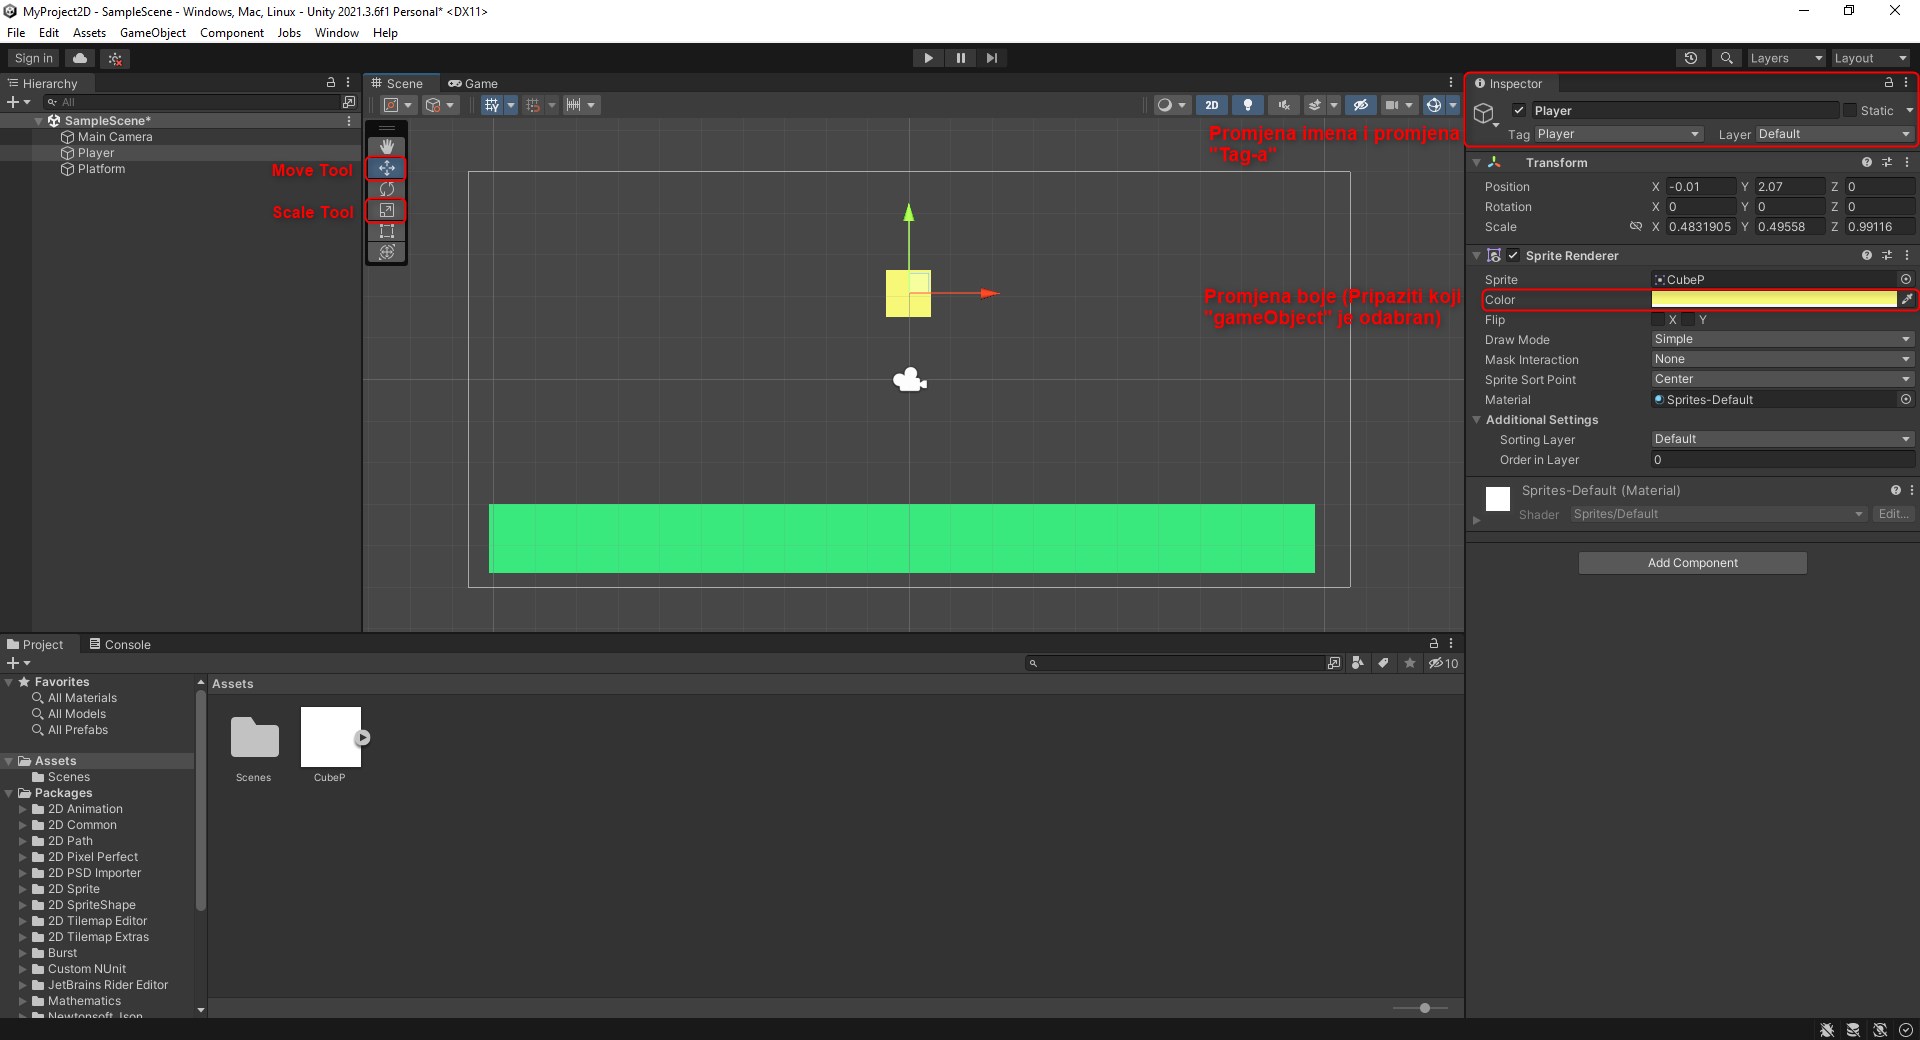 MyProject2D - SampleScene - Windows, Mac, Linux - Unity 2021.3.6f1 Personal* <DX11>
File Edit Assets GameObject Component Jobs Window Help
Sign in
Layers
Layout
Hierarchy
All
SampleScene*
Main Camera
Player
Platform
Move Tool
Scale Tool
Scene
Game
2D
Promjena imena i promjena
"Tag-a"
Promjena boje (Pripaziti koji
"gameObject" je odabran)
Inspector
Player
Static
Tag Player
Layer Default
Transform
Position X -0.01 Y 2.07 Z 0
Rotation X 0 Y 0 Z 0
Scale X 0.4831905 Y 0.49558 Z 0.99116
Sprite Renderer
Sprite CubeP
Color
Flip X Y
Draw Mode Simple
Mask Interaction None
Sprite Sort Point Center
Material Sprites-Default
Additional Settings
Sorting Layer Default
Order in Layer 0
Sprites-Default (Material)
Shader Sprites/Default Edit...
Add Component
Project
Console
10
Favorites
All Materials
All Models
All Prefabs
Assets
Scenes
Packages
2D Animation
2D Common
2D Path
2D Pixel Perfect
2D PSD Importer
2D Sprite
2D SpriteShape
2D Tilemap Editor
2D Tilemap Extras
Burst
Custom NUnit
JetBrains Rider Editor
Mathematics
Newtonsoft Json
Assets
Scenes
CubeP